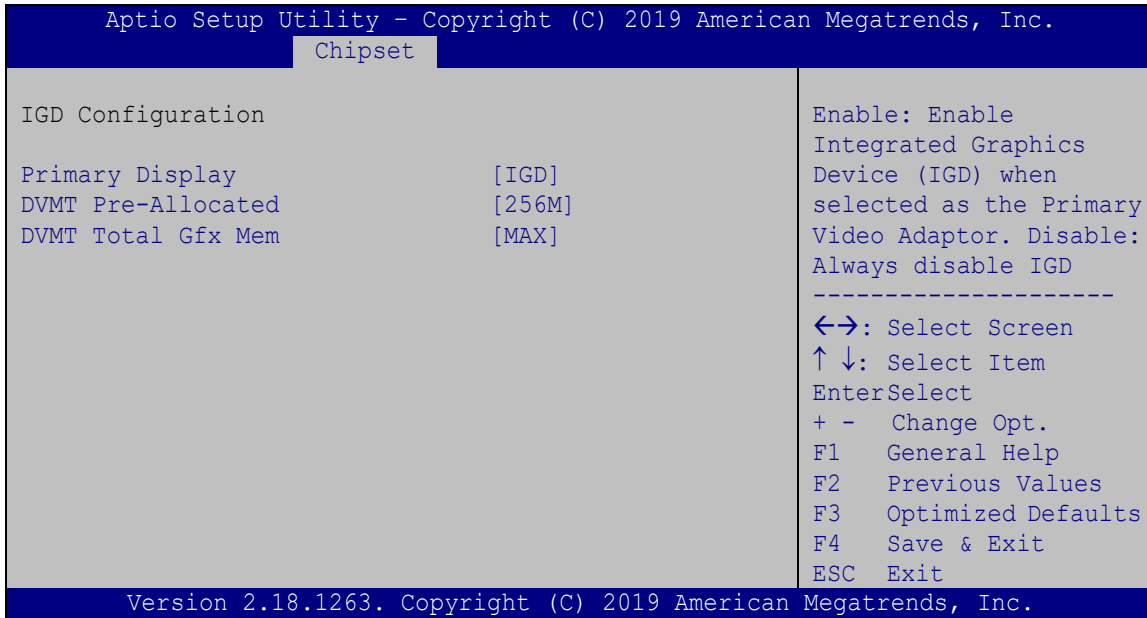 Aptio Setup Utility – Copyright (C) 2019 American Megatrends, Inc.
Chipset
IGD Configuration
Primary Display [IGD]
DVMT Pre-Allocated [256M]
DVMT Total Gfx Mem [MAX]
Enable: Enable
Integrated Graphics
Device (IGD) when
selected as the Primary
Video Adaptor. Disable:
Always disable IGD
---------------------
←→: Select Screen
↑ ↓: Select Item
EnterSelect
+ - Change Opt.
F1 General Help
F2 Previous Values
F3 Optimized Defaults
F4 Save & Exit
ESC Exit
Version 2.18.1263. Copyright (C) 2019 American Megatrends, Inc.